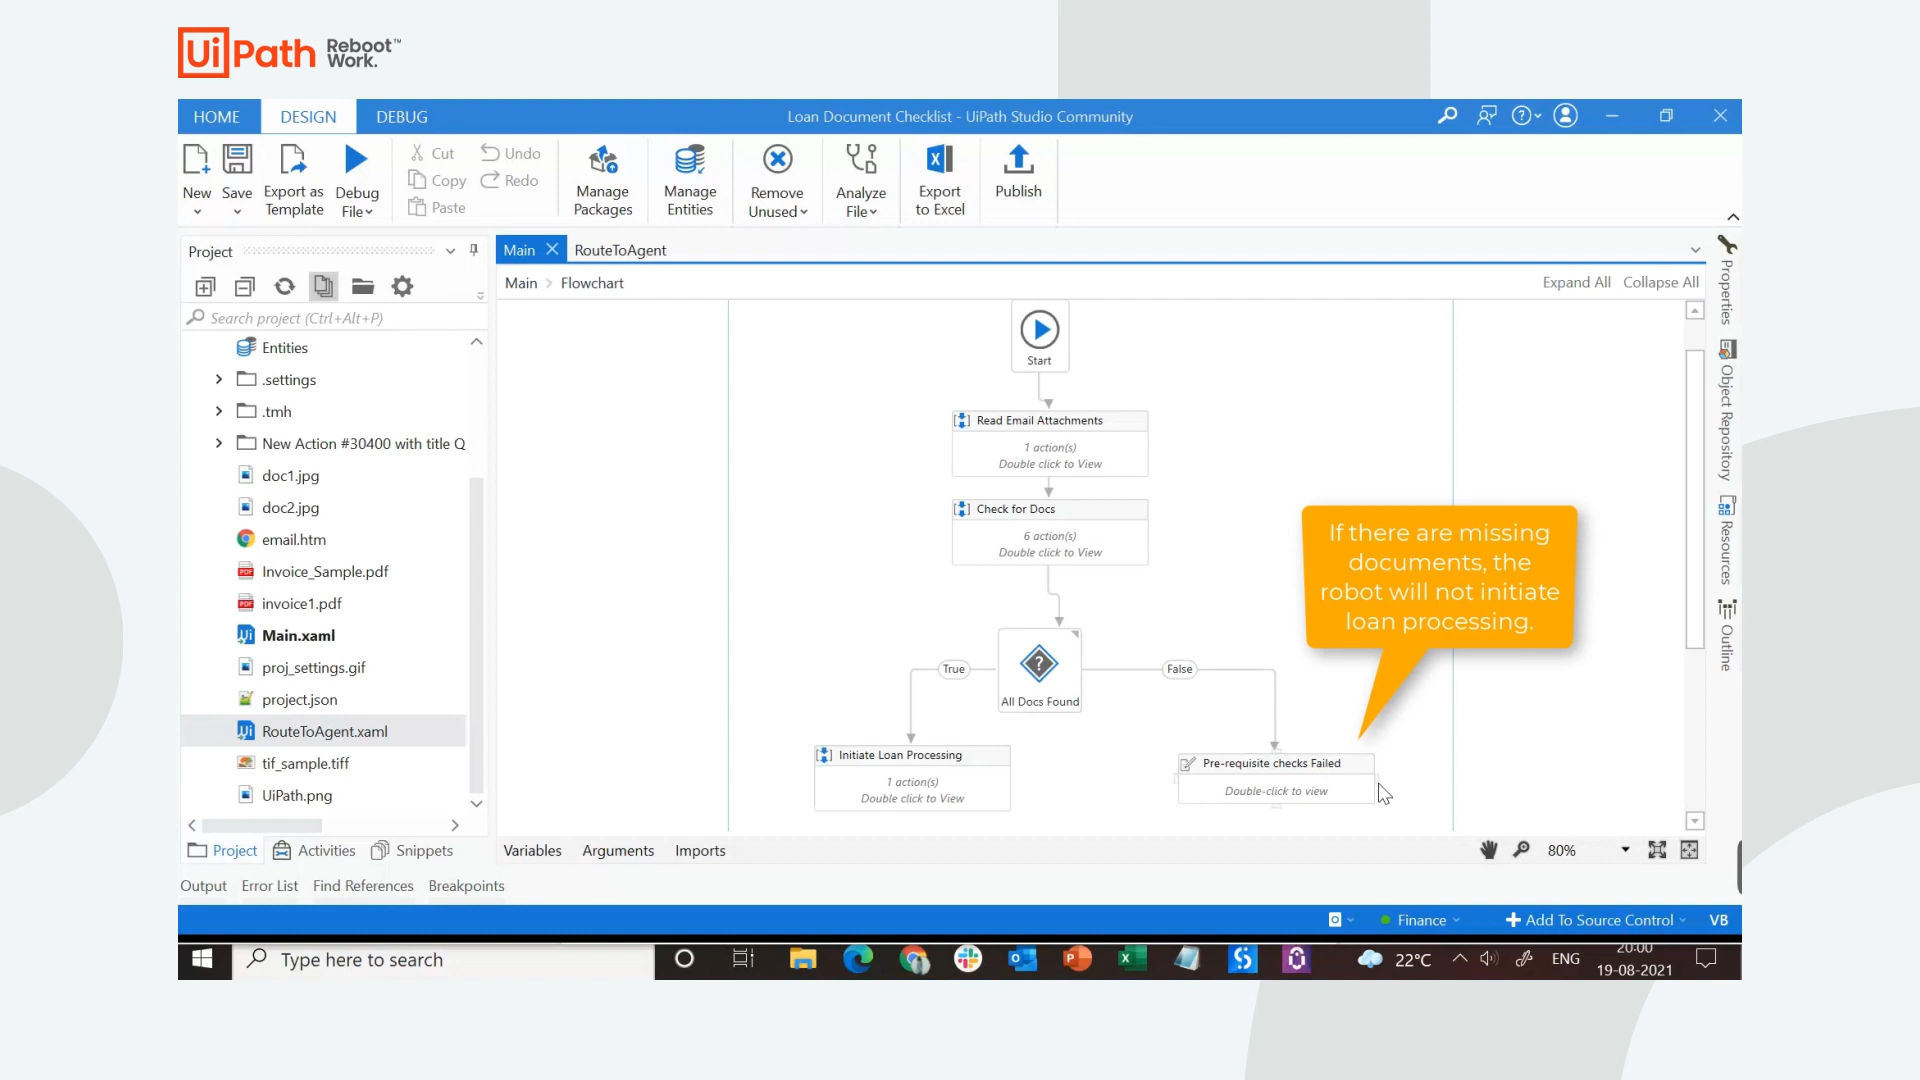 UiPath Reboot™
Work.
HOME DESIGN DEBUG
Loan Document Checklist - UiPath Studio Community
New
Save
Export as
Template
Debug
File
Cut
Undo
Copy
Redo
Paste
Manage
Packages
Manage
Entities
Remove
Unused
Analyze
File
Export
to Excel
Publish
Project
Search project (Ctrl+Alt+P)
Entities
.settings
.tmh
New Action #30400 with title Q
doc1.jpg
doc2.jpg
email.htm
Invoice_Sample.pdf
invoice1.pdf
Main.xaml
proj_settings.gif
project.json
RouteToAgent.xaml
tif_sample.tiff
UiPath.png
Project Activities Snippets
Main RouteToAgent
Main > Flowchart
Expand All Collapse All
Start
Read Email Attachments
1 action(s)
Double click to View
Check for Docs
6 action(s)
Double click to View
True
?
False
All Docs Found
Initiate Loan Processing
1 action(s)
Double click to View
Pre-requisite checks Failed
Double-click to view
If there are missing
documents, the
robot will not initiate
loan processing.
Properties
Object Repository
Resources
Outline
Variables Arguments Imports
80%
Output Error List Find References Breakpoints
Finance
Add To Source Control
VB
Type here to search
22°C
ENG
20:00
19-08-2021